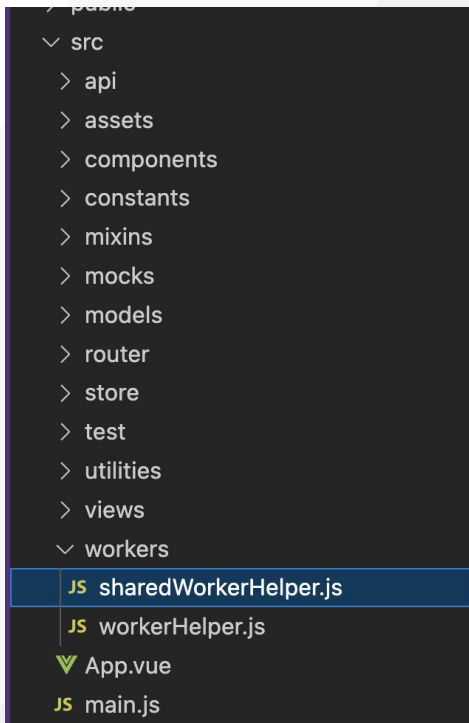 public
src
api
assets
components
constants
mixins
mocks
models
router
store
test
utilities
views
workers
JS sharedWorkerHelper.js
JS workerHelper.js
App.vue
JS main.js